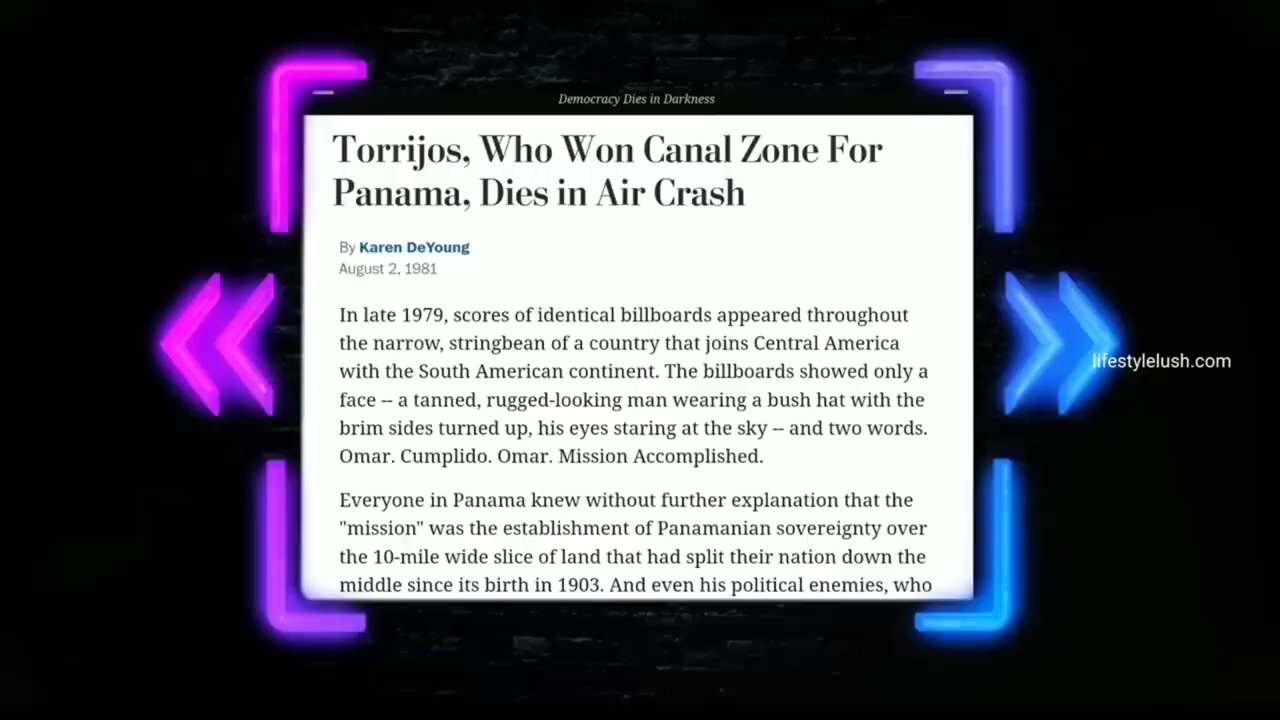 Democracy Dies in Darkness
Torrijos, Who Won Canal Zone For
Panama, Dies in Air Crash
By Karen DeYoung
August 2, 1981
In late 1979, scores of identical billboards appeared throughout
the narrow, stringbean of a country that joins Central America
with the South American continent. The billboards showed only a
face -- a tanned, rugged-looking man wearing a bush hat with the
brim sides turned up, his eyes staring at the sky -- and two words.
Omar. Cumplido. Omar. Mission Accomplished.
Everyone in Panama knew without further explanation that the
"mission" was the establishment of Panamanian sovereignty over
the 10-mile wide slice of land that had split their nation down the
middle since its birth in 1903. And even his political enemies, who
lifestylelush.com